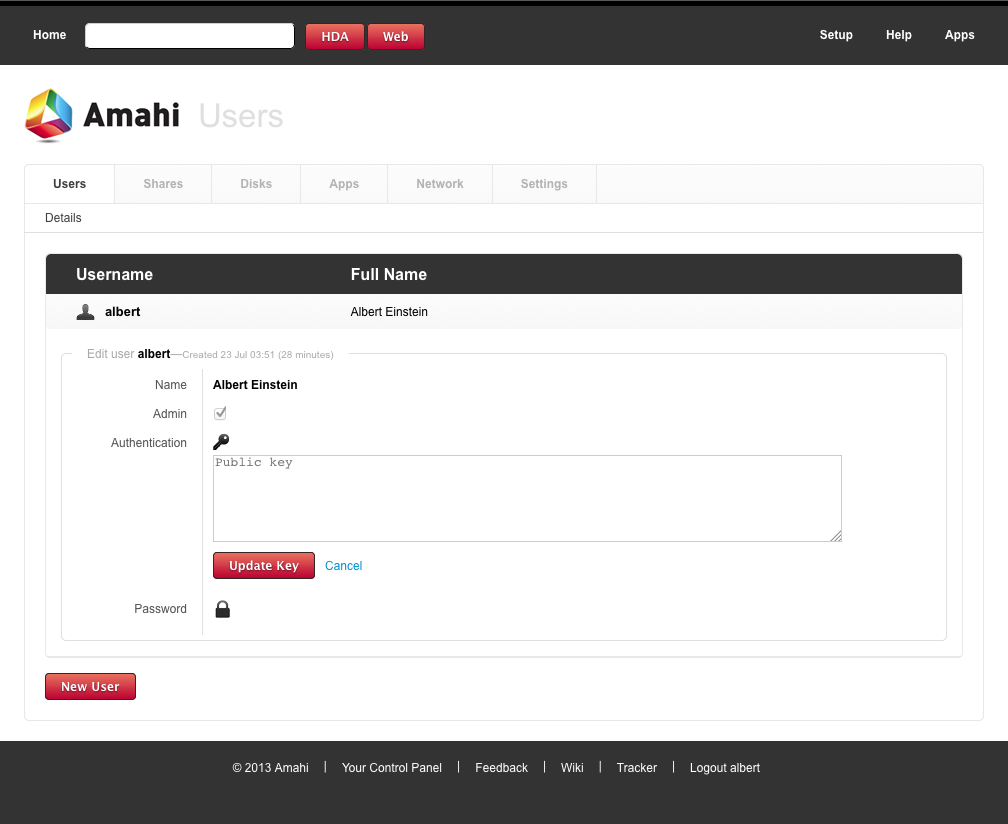 Home HDA Web Setup Help Apps
Amahi Users
Users Shares Disks Apps Network Settings
Details
Username Full Name
albert Albert Einstein
Edit user albert—Created 23 Jul 03:51 (28 minutes)
Name Albert Einstein
Admin
Authentication
Public key
Update Key Cancel
Password
New User
© 2013 Amahi | Your Control Panel | Feedback | Wiki | Tracker | Logout albert